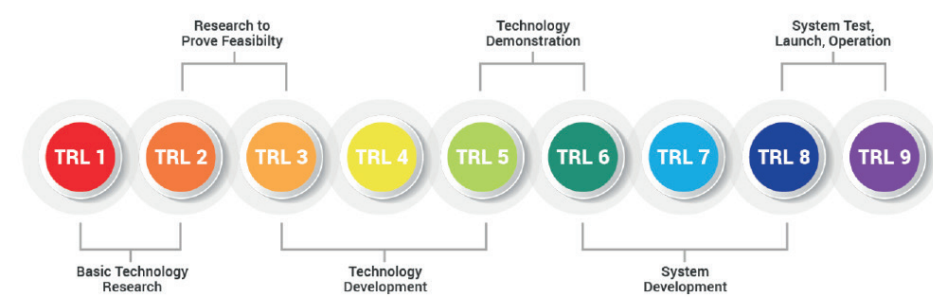 Research to
Prove Feasibilty
Technology
Demonstration
System Test,
Launch, Operation
TRL 1
TRL 2
TRL 3
TRL 4
TRL 5
TRL 6
TRL 7
TRL 8
TRL 9
Basic Technology
Research
Technology
Development
System
Development